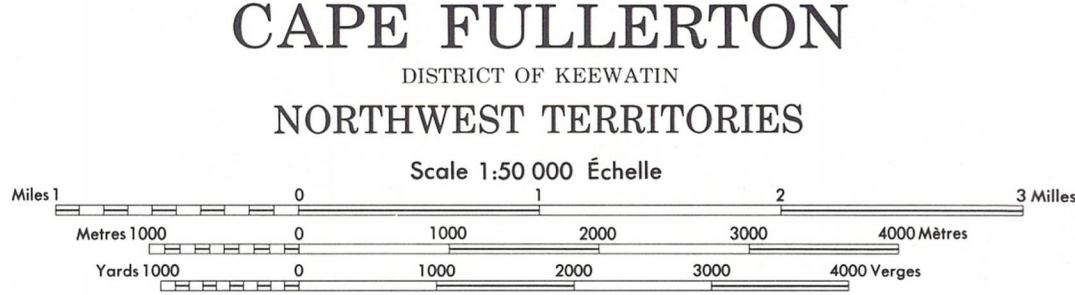 CAPE FULLERTON
DISTRICT OF KEEWATIN
NORTHWEST TERRITORIES
Scale 1:50 000 Échelle
Miles 1 0 1 2 3 Milles
Metres 1000 0 1000 2000 3000 4000 Mètres
Yards 1000 0 1000 2000 3000 4000 Verges